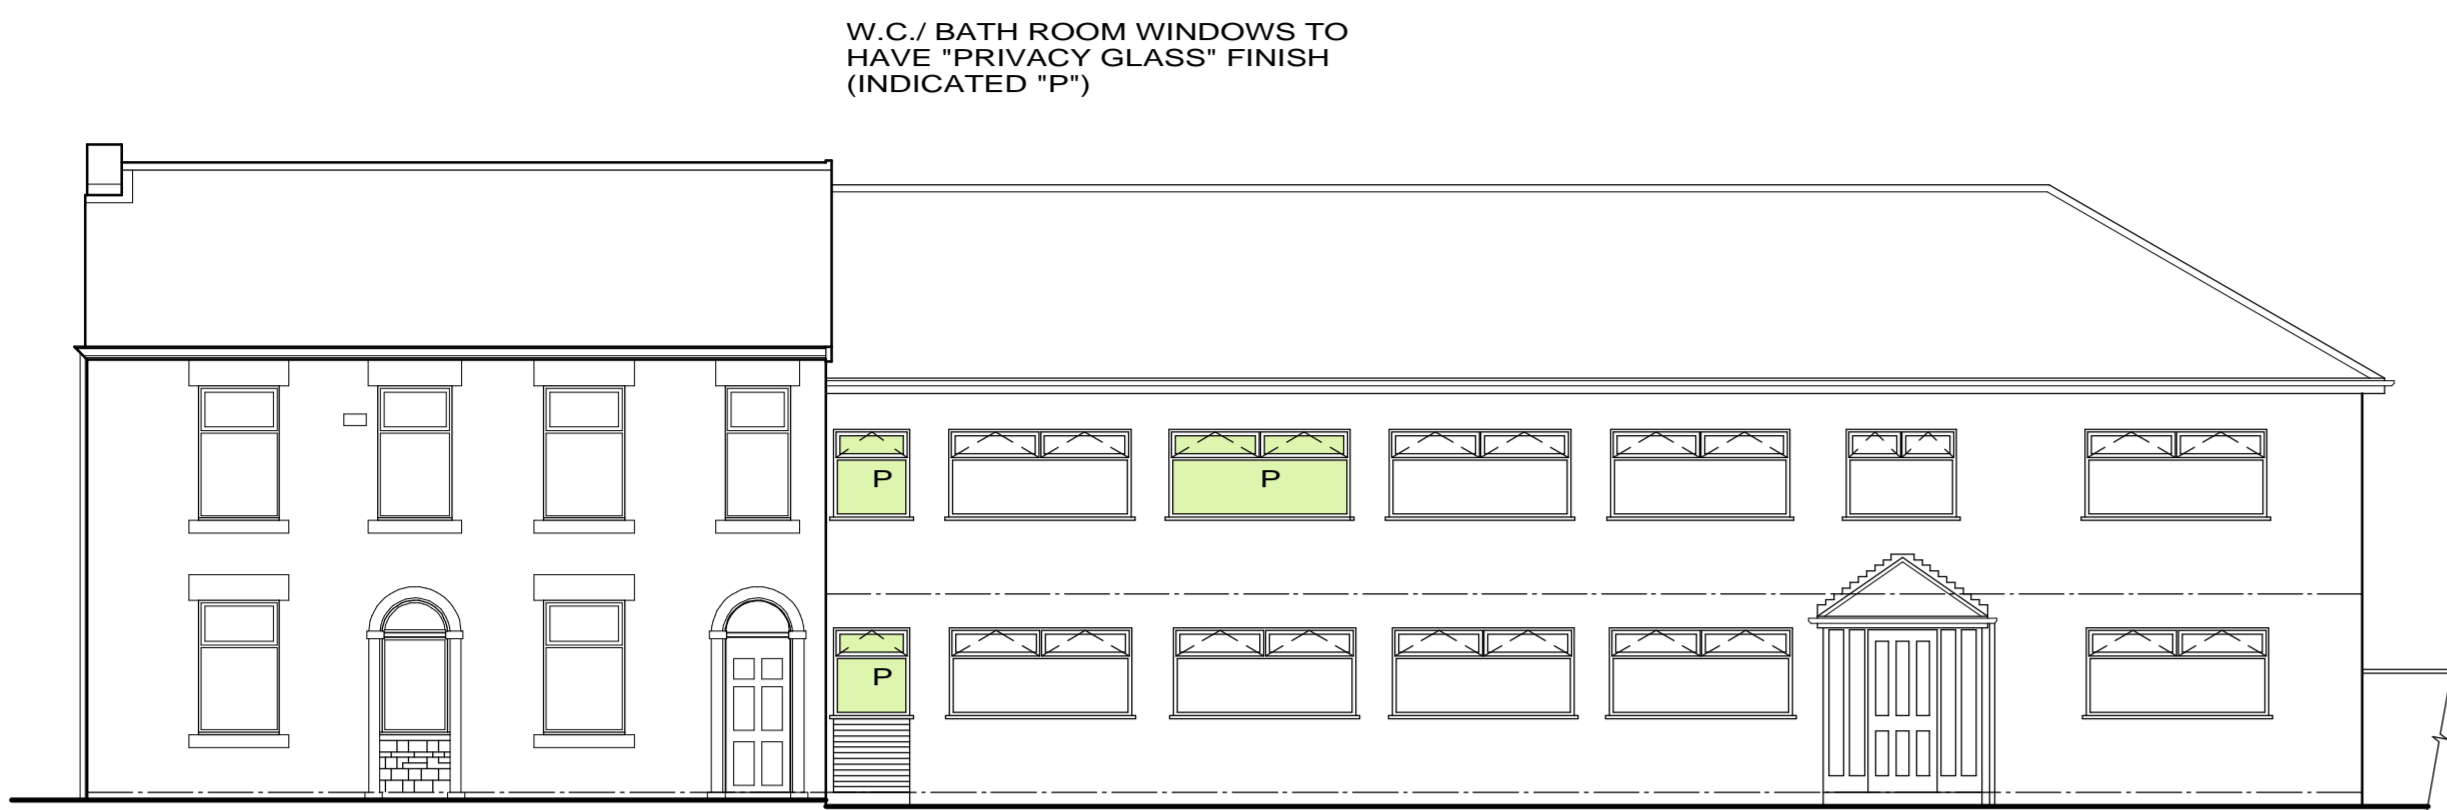 W.C./ BATH ROOM WINDOWS TO
HAVE "PRIVACY GLASS" FINISH
(INDICATED "P")
P
P
P